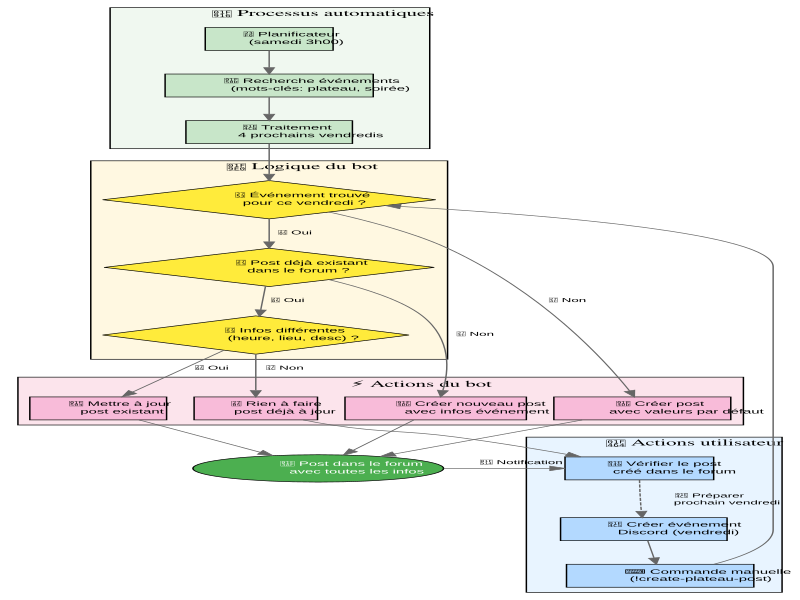 Processus automatiques
Planificateur
(samedi 3h00)
Recherche événements
(mots-clés: plateau, soirée)
Traitement
4 prochains vendredis
Logique du bot
Événement trouvé
pour ce vendredi ?
Oui
Post déjà existant
dans le forum ?
Oui
Non
Infos différentes
(heure, lieu, desc) ?
Non
Oui
Non
⚡ Actions du bot
Mettre à jour
post existant
Rien à faire
post déjà à jour
Créer nouveau post
avec infos événement
Créer post
avec valeurs par défaut
Actions utilisateur
Post dans le forum
avec toutes les infos
Notification
Vérifier le post
créé dans le forum
Préparer
prochain vendredi
Créer événement
Discord (vendredi)
Commande manuelle
(!create-plateau-post)